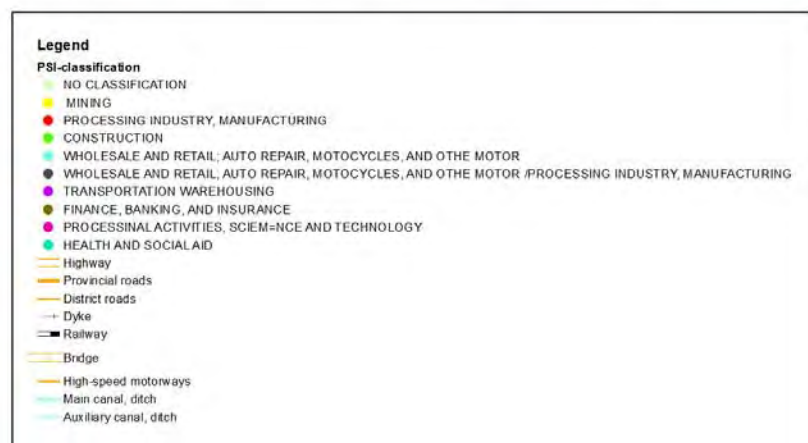 Legend
PSI-classification
NO CLASSIFICATION
MINING
PROCESSING INDUSTRY, MANUFACTURING
CONSTRUCTION
WHOLESALE AND RETAIL; AUTO REPAIR, MOTOCYCLES, AND OTHE MOTOR
WHOLESALE AND RETAIL; AUTO REPAIR, MOTOCYCLES, AND OTHE MOTOR /PROCESSING INDUSTRY, MANUFACTURING
TRANSPORTATION WAREHOUSING
FINANCE, BANKING, AND INSURANCE
PROCESSINAL ACTIVITIES, SCIEM=NCE AND TECHNOLOGY
HEALTH AND SOCIAL AID
Highway
Provincial roads
District roads
Dyke
Railway
Bridge
High-speed motorways
Main canal, ditch
Auxiliary canal, ditch